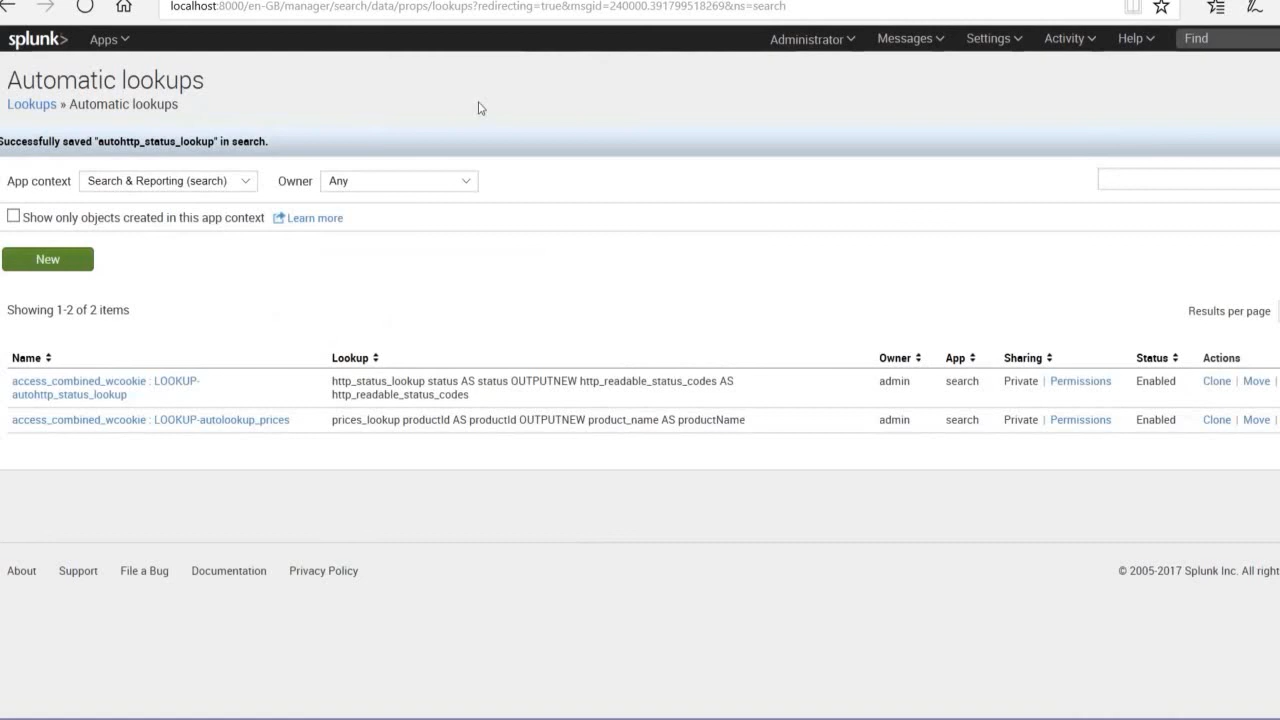 localhost:8000/en-GB/manager/search/data/props/lookups?redirecting=true&msgid=240000.391799518269&ns=search
splunk> Apps Administrator Messages Settings Activity Help Find
Automatic lookups
Lookups » Automatic lookups
Successfully saved "autohttp_status_lookup" in search.
App context Search & Reporting (search) Owner Any
Show only objects created in this app context Learn more
New
Showing 1-2 of 2 items Results per page
Name Lookup Owner App Sharing Status Actions
access_combined_wcookie : LOOKUP- http_status_lookup status AS status OUTPUTNEW http_readable_status_codes AS admin search Private | Permissions Enabled Clone | Move |
autohttp_status_lookup http_readable_status_codes
access_combined_wcookie : LOOKUP-autolookup_prices prices_lookup productId AS productId OUTPUTNEW product_name AS productName admin search Private | Permissions Enabled Clone | Move |
About Support File a Bug Documentation Privacy Policy © 2005-2017 Splunk Inc. All right